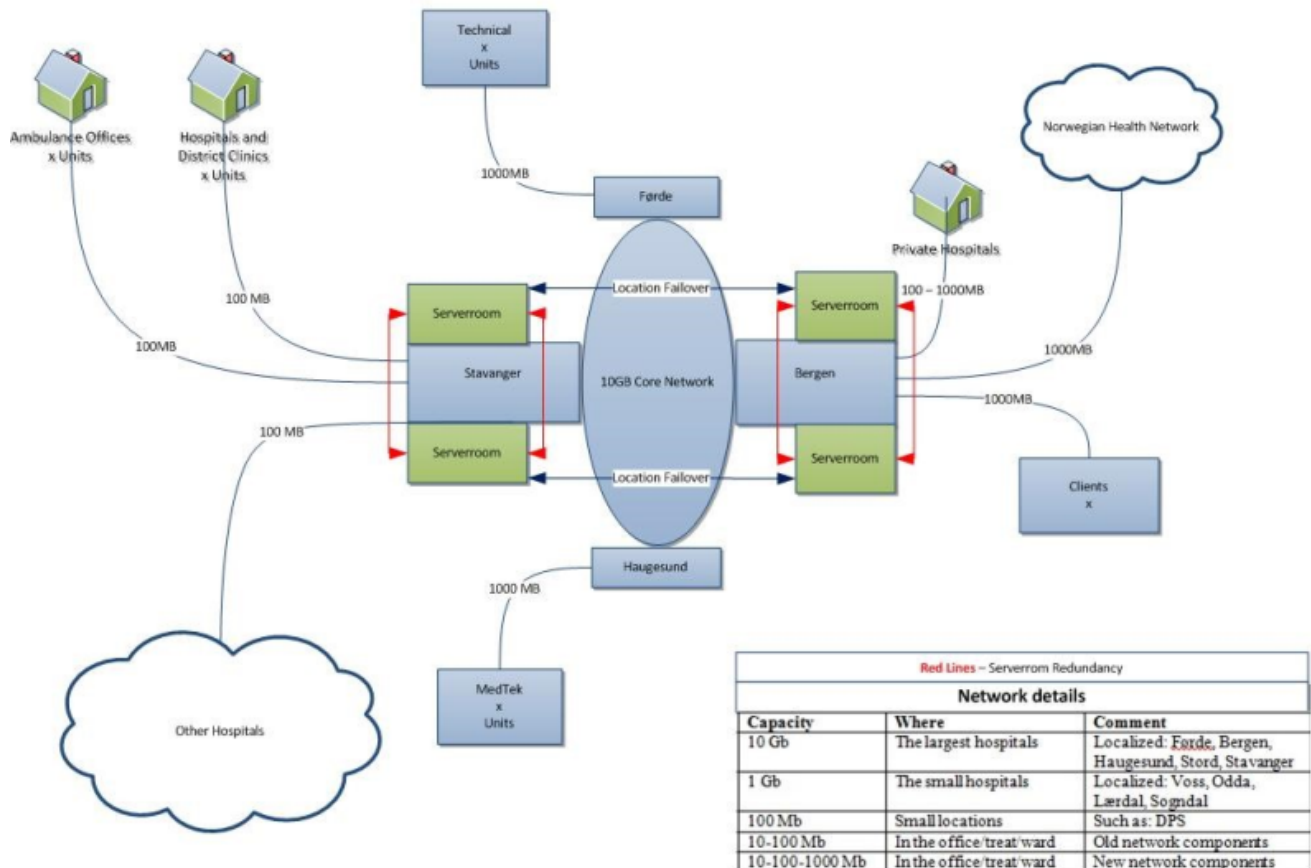 Technical
x
Units
Ambulance Offices
x Units
Hospitals and
District Clinics
x Units
Norwegian Health Network
1000MB
Førde
Private Hospitals
Location Failover
100 – 1000MB
100 MB
Serverroom
Serverroom
100MB
Stavanger
10GB Core Network
Bergen
1000MB
1000MB
100 MB
Serverroom
Serverroom
Location Failover
Clients
x
Haugesund
1000 MB
MedTek
x
Units
Other Hospitals
Red Lines – Serverrom Redundancy
Network details
Capacity Where Comment
10 Gb The largest hospitals Localized: Førde, Bergen,
Haugesund, Stord, Stavanger
1 Gb The small hospitals Localized: Voss, Odda,
Lærdal, Sogndal
100 Mb Small locations Such as: DPS
10-100 Mb In the office/treat/ward Old network components
10-100-1000 Mb In the office/treat/ward New network components